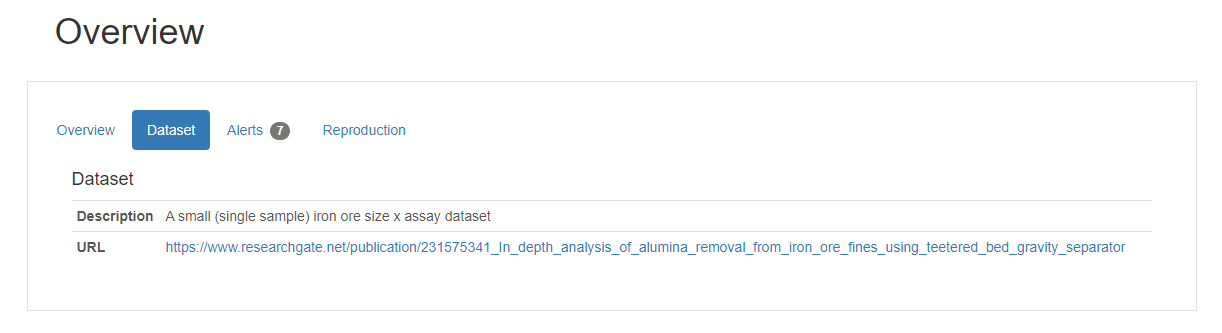 Overview
Overview Dataset Alerts 7 Reproduction
Dataset
Description A small (single sample) iron ore size x assay dataset
URL https://www.researchgate.net/publication/231575341_In_depth_analysis_of_alumina_removal_from_iron_ore_fines_using_teetered_bed_gravity_separator